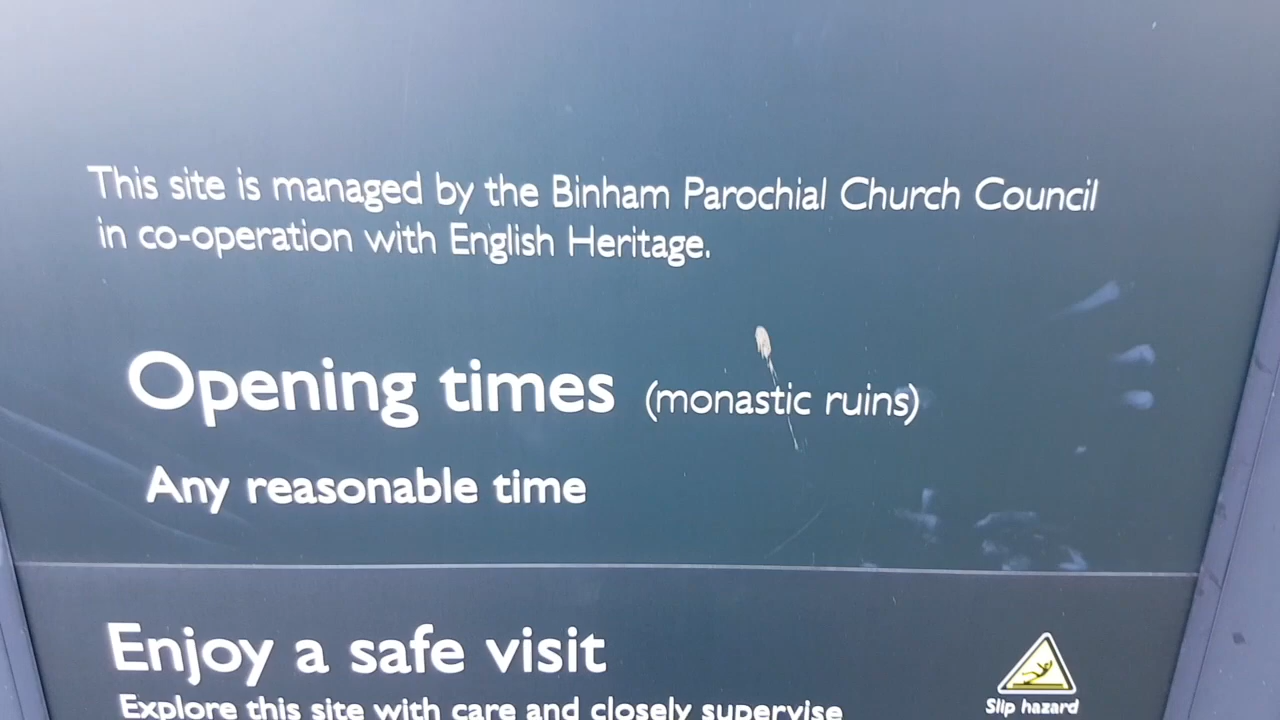 This site is managed by the Binham Parochial Church Council
in co-operation with English Heritage.
Opening times (monastic ruins)
Any reasonable time
Enjoy a safe visit
Explore this site with care and closely supervise
Slip hazard